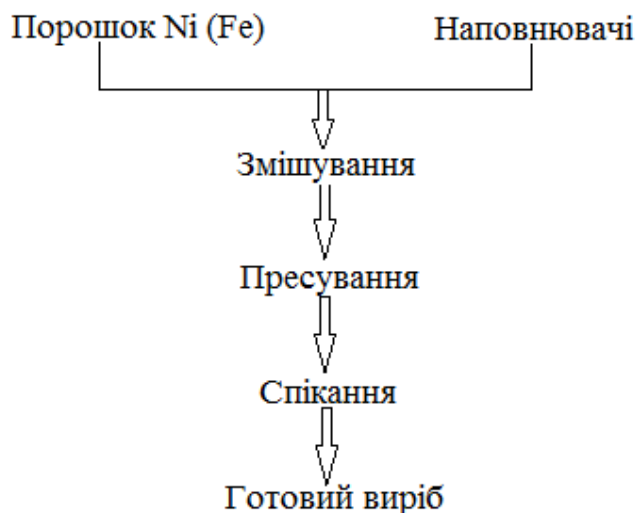 Порошок Ni (Fe)
Наповнювачі
Змішування
Пресування
Спікання
Готовий виріб